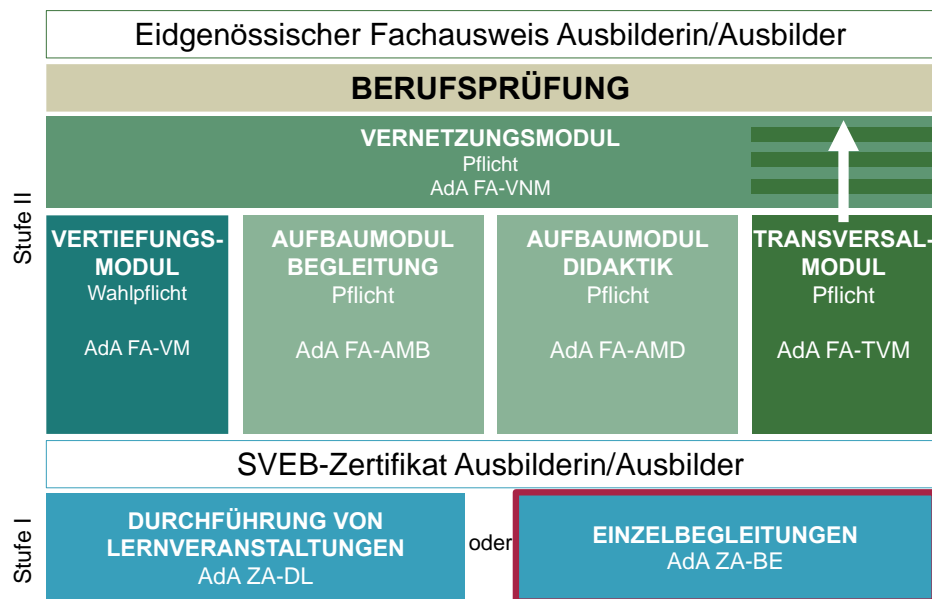 Eidgenössischer Fachausweis Ausbilderin/Ausbilder
BERUFSPRÜFUNG
VERNETZUNGSMODUL
Pflicht
AdA FA-VNM
Stufe II
VERTIEFUNGS-
MODUL
Wahlpflicht
AdA FA-VM
AUFBAUMODUL
BEGLEITUNG
Pflicht
AdA FA-AMB
AUFBAUMODUL
DIDAKTIK
Pflicht
AdA FA-AMD
TRANSVERSAL-
MODUL
Pflicht
AdA FA-TVM
SVEB-Zertifikat Ausbilderin/Ausbilder
Stufe I
DURCHFÜHRUNG VON
LERNVERANSTALTUNGEN
AdA ZA-DL
oder
EINZELBEGLEITUNGEN
AdA ZA-BE